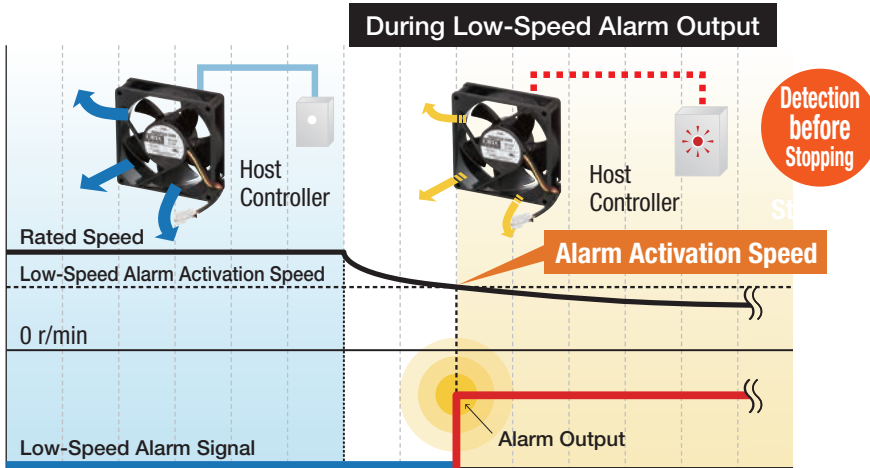 During Low-Speed Alarm Output
Detection
before
Stopping
Host
Controller
Host
Controller
St
Rated Speed
Alarm Activation Speed
Low-Speed Alarm Activation Speed
0 r/min
Alarm Output
Low-Speed Alarm Signal